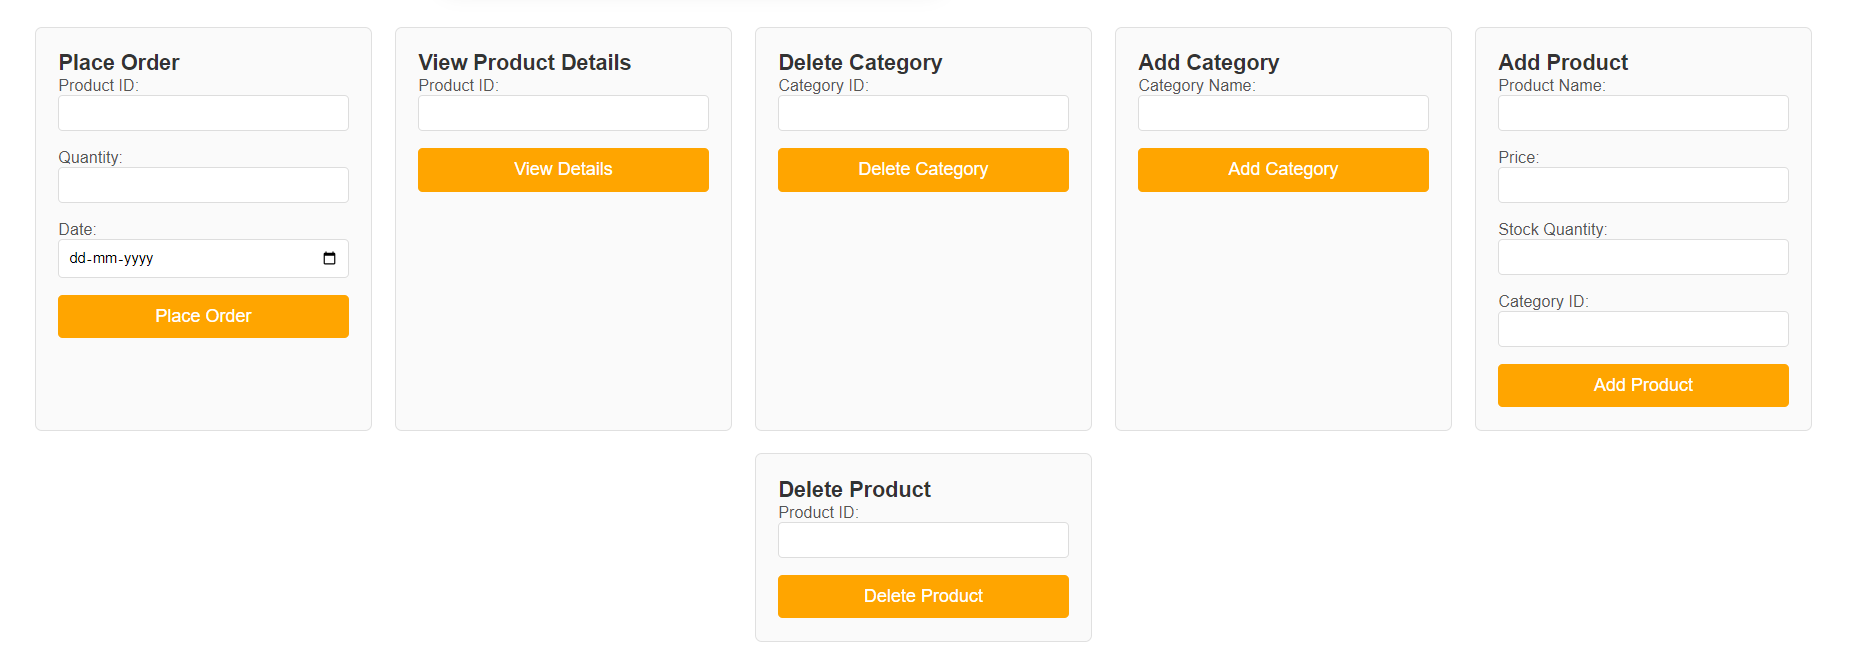 Place Order
Product ID:
Quantity:
Date:
dd-mm-yyyy
Place Order
View Product Details
Product ID:
View Details
Delete Category
Category ID:
Delete Category
Add Category
Category Name:
Add Category
Add Product
Product Name:
Price:
Stock Quantity:
Category ID:
Add Product
Delete Product
Product ID:
Delete Product